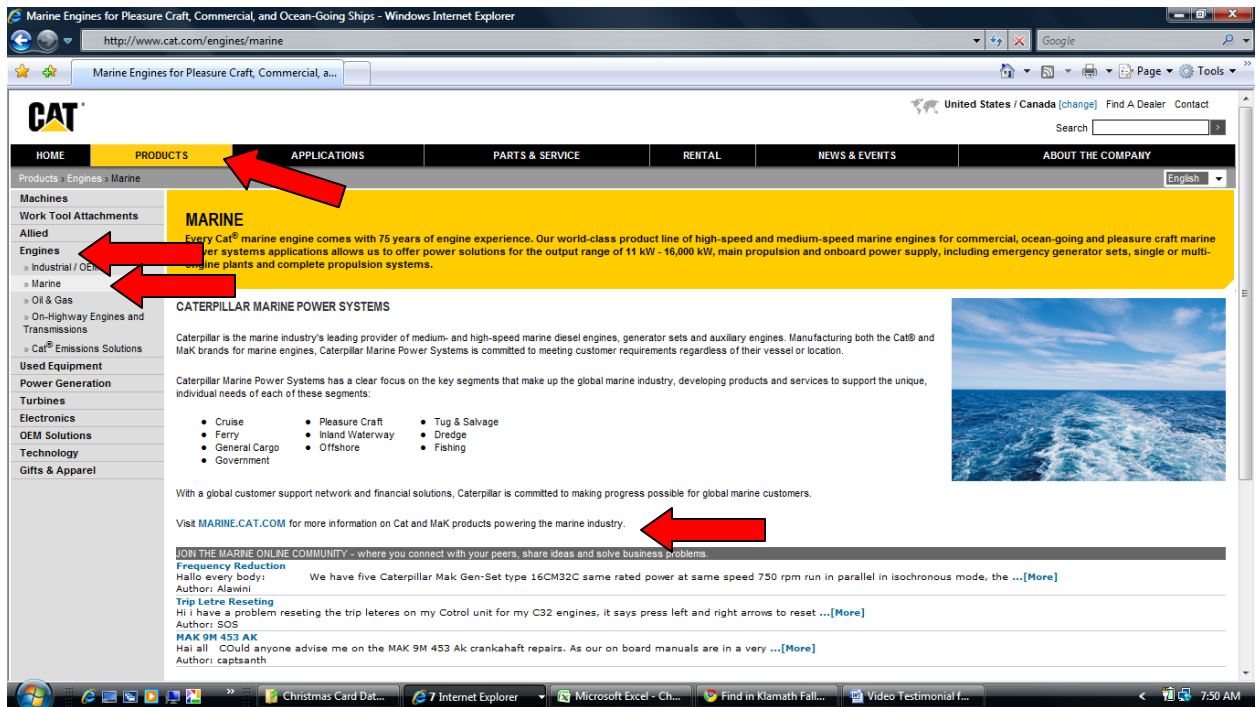 Marine Engines for Pleasure Craft, Commercial, and Ocean-Going Ships - Windows Internet Explorer
http://www.cat.com/engines/marine
Google
Marine Engines for Pleasure Craft, Commercial, a...
Page Tools
CAT
United States / Canada [change] Find A Dealer Contact
Search
HOME PRODUCTS APPLICATIONS PARTS & SERVICE RENTAL NEWS & EVENTS ABOUT THE COMPANY
Products › Engines › Marine
English
Machines
Work Tool Attachments
Allied
Engines
» Industrial / OEM
» Marine
» Oil & Gas
» On-Highway Engines and
Transmissions
» Cat® Emissions Solutions
Used Equipment
Power Generation
Turbines
Electronics
OEM Solutions
Technology
Gifts & Apparel
MARINE
Every Cat® marine engine comes with 75 years of engine experience. Our world-class product line of high-speed and medium-speed marine engines for commercial, ocean-going and pleasure craft marine
power systems applications allows us to offer power solutions for the output range of 11 kW - 16,000 kW, main propulsion and onboard power supply, including emergency generator sets, single or multi-
engine plants and complete propulsion systems.
CATERPILLAR MARINE POWER SYSTEMS
Caterpillar is the marine industry's leading provider of medium- and high-speed marine diesel engines, generator sets and auxiliary engines. Manufacturing both the Cat® and
MaK brands for marine engines, Caterpillar Marine Power Systems is committed to meeting customer requirements regardless of their vessel or location.
Caterpillar Marine Power Systems has a clear focus on the key segments that make up the global marine industry, developing products and services to support the unique,
individual needs of each of these segments:
• Cruise • Pleasure Craft • Tug & Salvage
• Ferry • Inland Waterway • Dredge
• General Cargo • Offshore • Fishing
• Government
With a global customer support network and financial solutions, Caterpillar is committed to making progress possible for global marine customers.
Visit MARINE.CAT.COM for more information on Cat and MaK products powering the marine industry.
JOIN THE MARINE ONLINE COMMUNITY - where you connect with your peers, share ideas and solve business problems.
Frequency Reduction
Hallo every body: We have five Caterpillar Mak Gen-Set type 16CM32C same rated power at same speed 750 rpm run in parallel in isochronous mode, the ...[More]
Author: Alawini
Trip Letre Reseting
Hi i have a problem reseting the trip leteres on my Cotrol unit for my C32 engines, it says press left and right arrows to reset ...[More]
Author: SOS
MAK 9M 453 AK
Hai all COuld anyone advise me on the MAK 9M 453 Ak crankahaft repairs. As our on board manuals are in a very ...[More]
Author: captsanth
Christmas Card Dat... 7 Internet Explorer Microsoft Excel - Ch... Find in Klamath Fall... Video Testimonial f... 7:50 AM